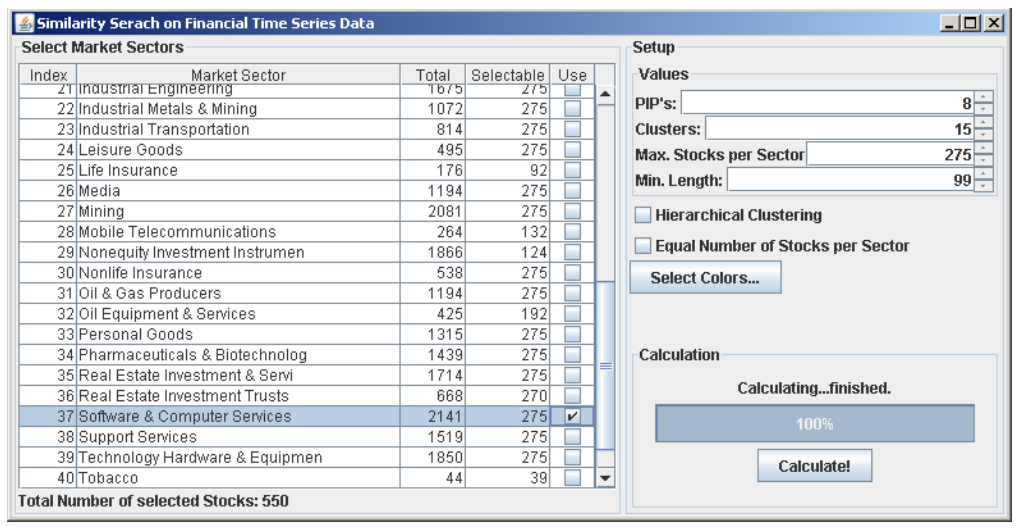 Similarity Serach on Financial Time Series Data
Select Market Sectors
Index Market Sector Total Selectable Use
21 Industrial Engineering 1675 275
22 Industrial Metals & Mining 1072 275
23 Industrial Transportation 814 275
24 Leisure Goods 495 275
25 Life Insurance 176 92
26 Media 1194 275
27 Mining 2081 275
28 Mobile Telecommunications 264 132
29 Nonequity Investment Instrumen 1866 124
30 Nonlife Insurance 538 275
31 Oil & Gas Producers 1194 275
32 Oil Equipment & Services 425 192
33 Personal Goods 1315 275
34 Pharmaceuticals & Biotechnolog 1439 275
35 Real Estate Investment & Servi 1714 275
36 Real Estate Investment Trusts 668 270
37 Software & Computer Services 2141 275
38 Support Services 1519 275
39 Technology Hardware & Equipmen 1850 275
40 Tobacco 44 39
Total Number of selected Stocks: 550
Setup
Values
PIP's: 8
Clusters: 15
Max. Stocks per Sector 275
Min. Length: 99
Hierarchical Clustering
Equal Number of Stocks per Sector
Select Colors...
Calculation
Calculating...finished.
100%
Calculate!